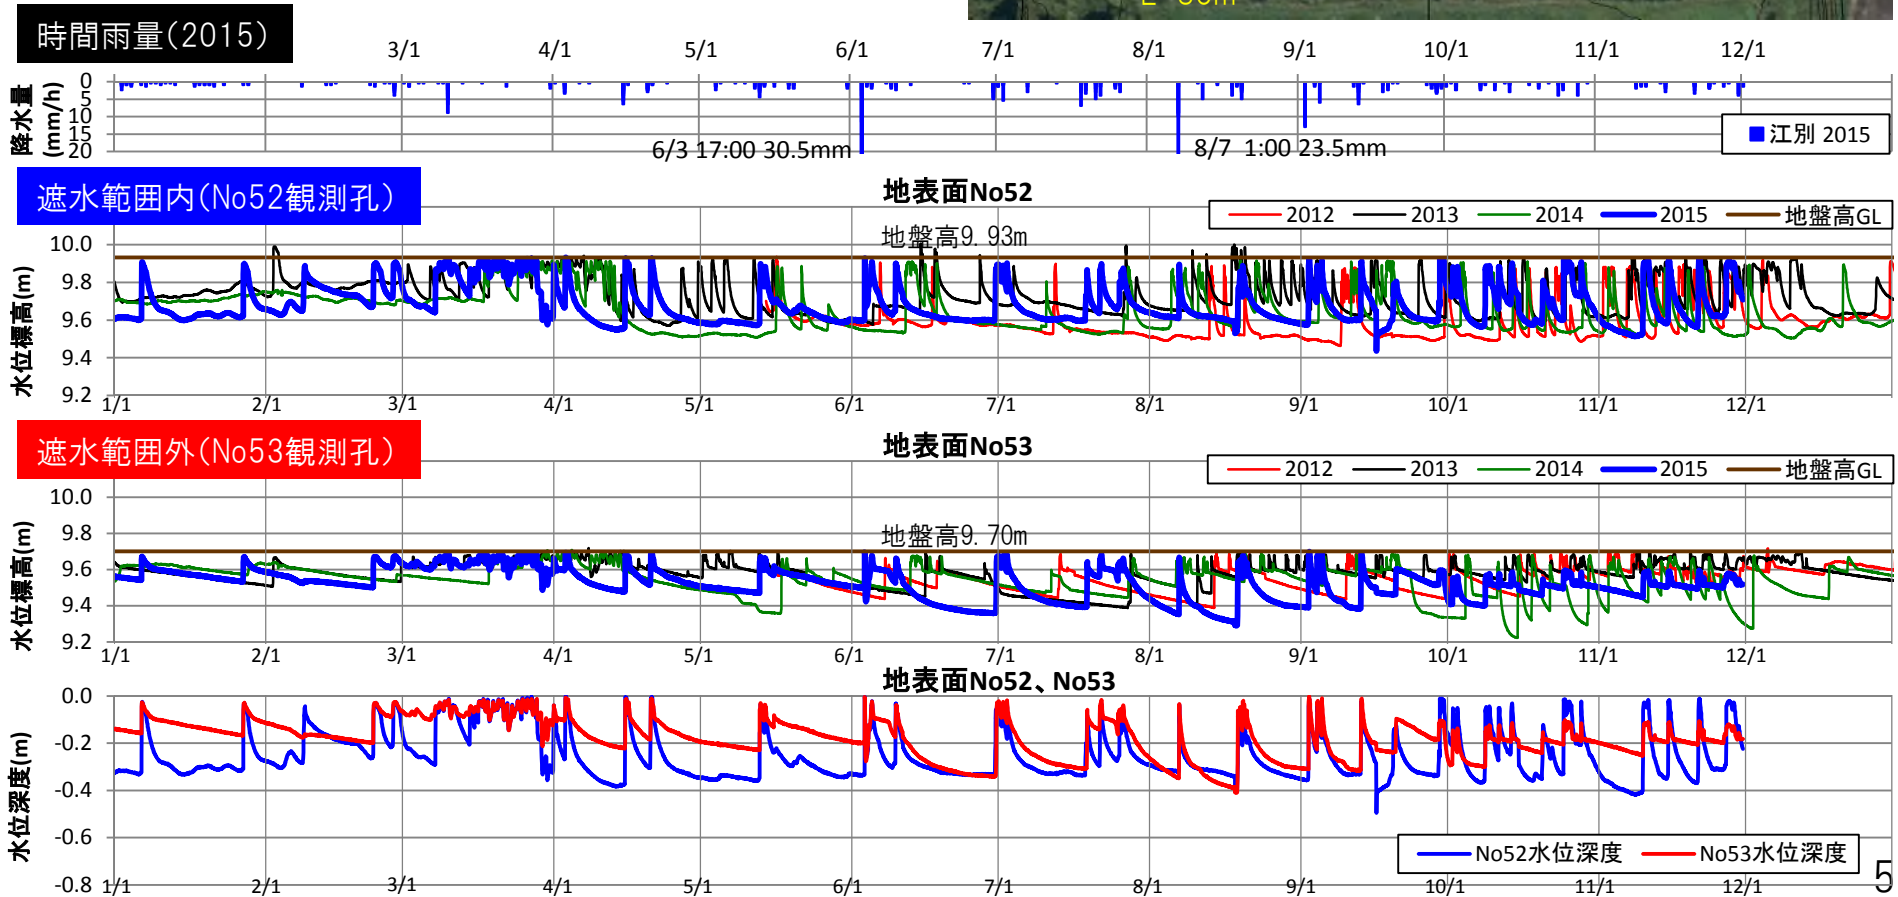 L=50m
時間雨量(2015)
3/1 4/1 5/1 6/1 7/1 8/1 9/1 10/1 11/1 12/1
降水量
(mm/h)
0
5
10
15
20
6/3 17:00 30.5mm
8/7 1:00 23.5mm
江別 2015
遮水範囲内(No52観測孔)
地表面No52
2012 2013 2014 2015 地盤高GL
地盤高9.93m
水位標高(m)
10.0
9.8
9.6
9.4
9.2
1/1 2/1 3/1 4/1 5/1 6/1 7/1 8/1 9/1 10/1 11/1 12/1
遮水範囲外(No53観測孔)
地表面No53
2012 2013 2014 2015 地盤高GL
地盤高9.70m
水位標高(m)
10.0
9.8
9.6
9.4
9.2
1/1 2/1 3/1 4/1 5/1 6/1 7/1 8/1 9/1 10/1 11/1 12/1
地表面No52、No53
水位深度(m)
0.0
-0.2
-0.4
-0.6
-0.8
No52水位深度 No53水位深度
1/1 2/1 3/1 4/1 5/1 6/1 7/1 8/1 9/1 10/1 11/1 12/1
5